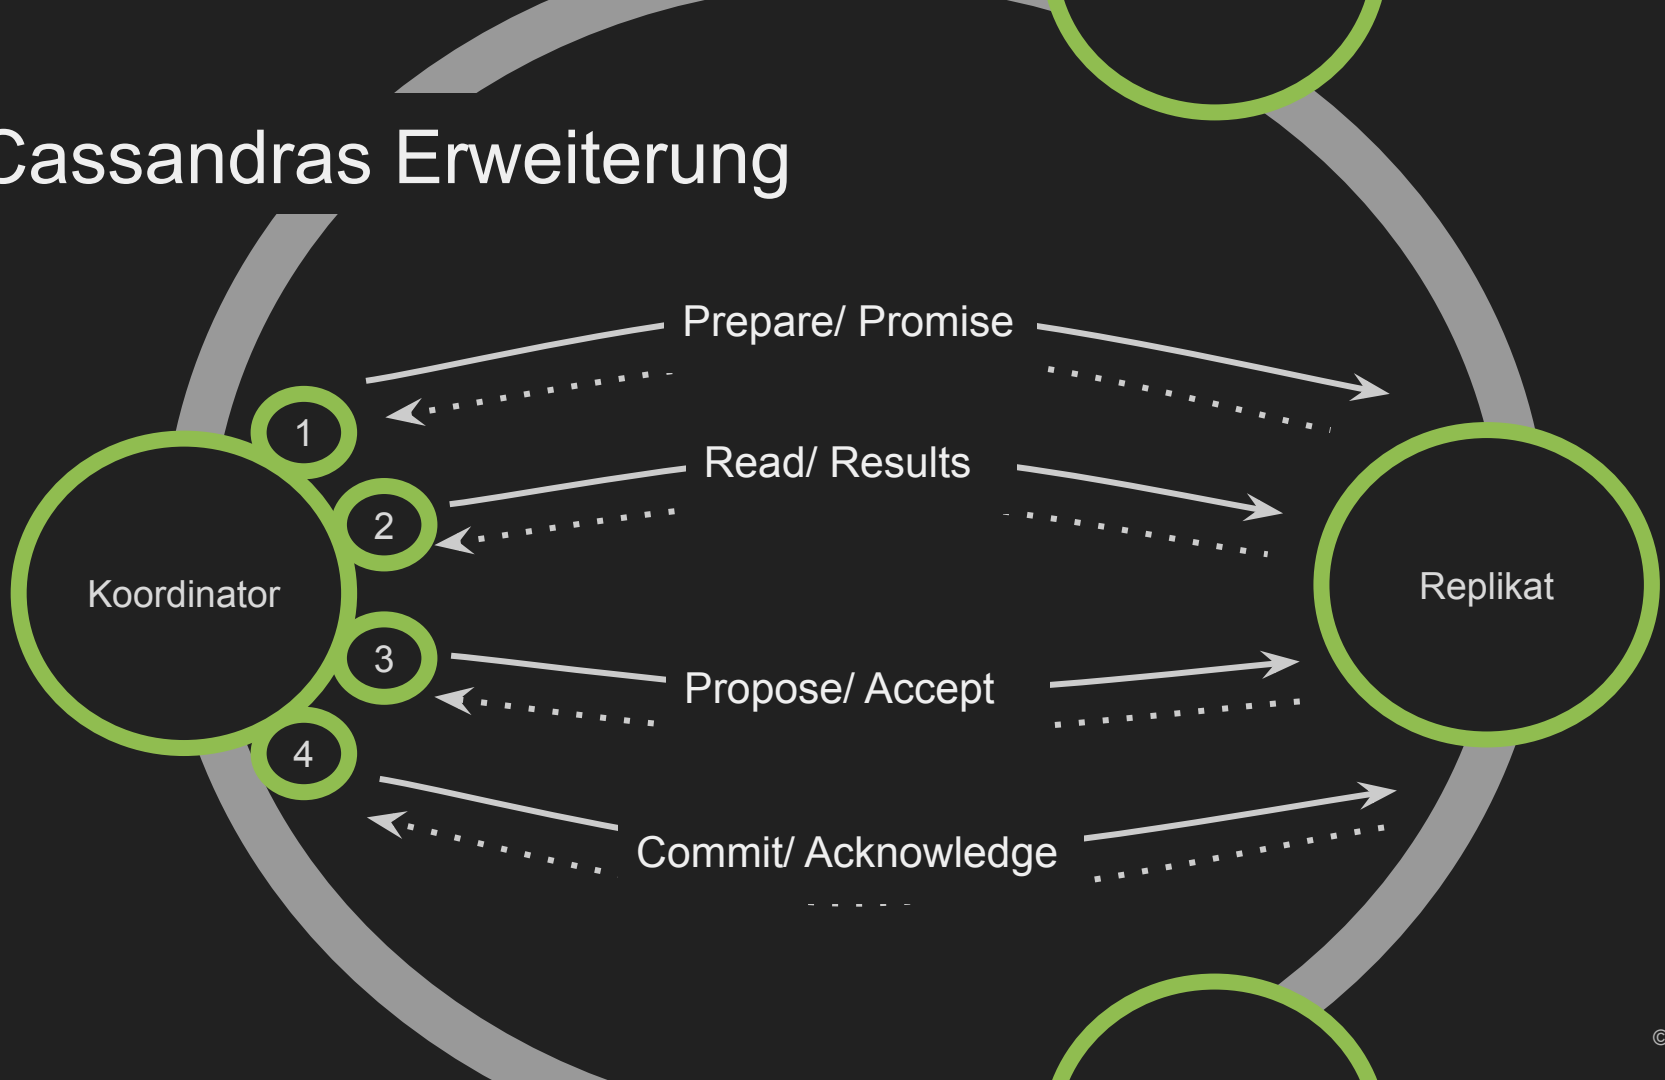 Cassandras Erweiterung
Prepare/ Promise
1
Read/ Results
2
Koordinator
Replikat
3
Propose/ Accept
4
Commit/ Acknowledge
©